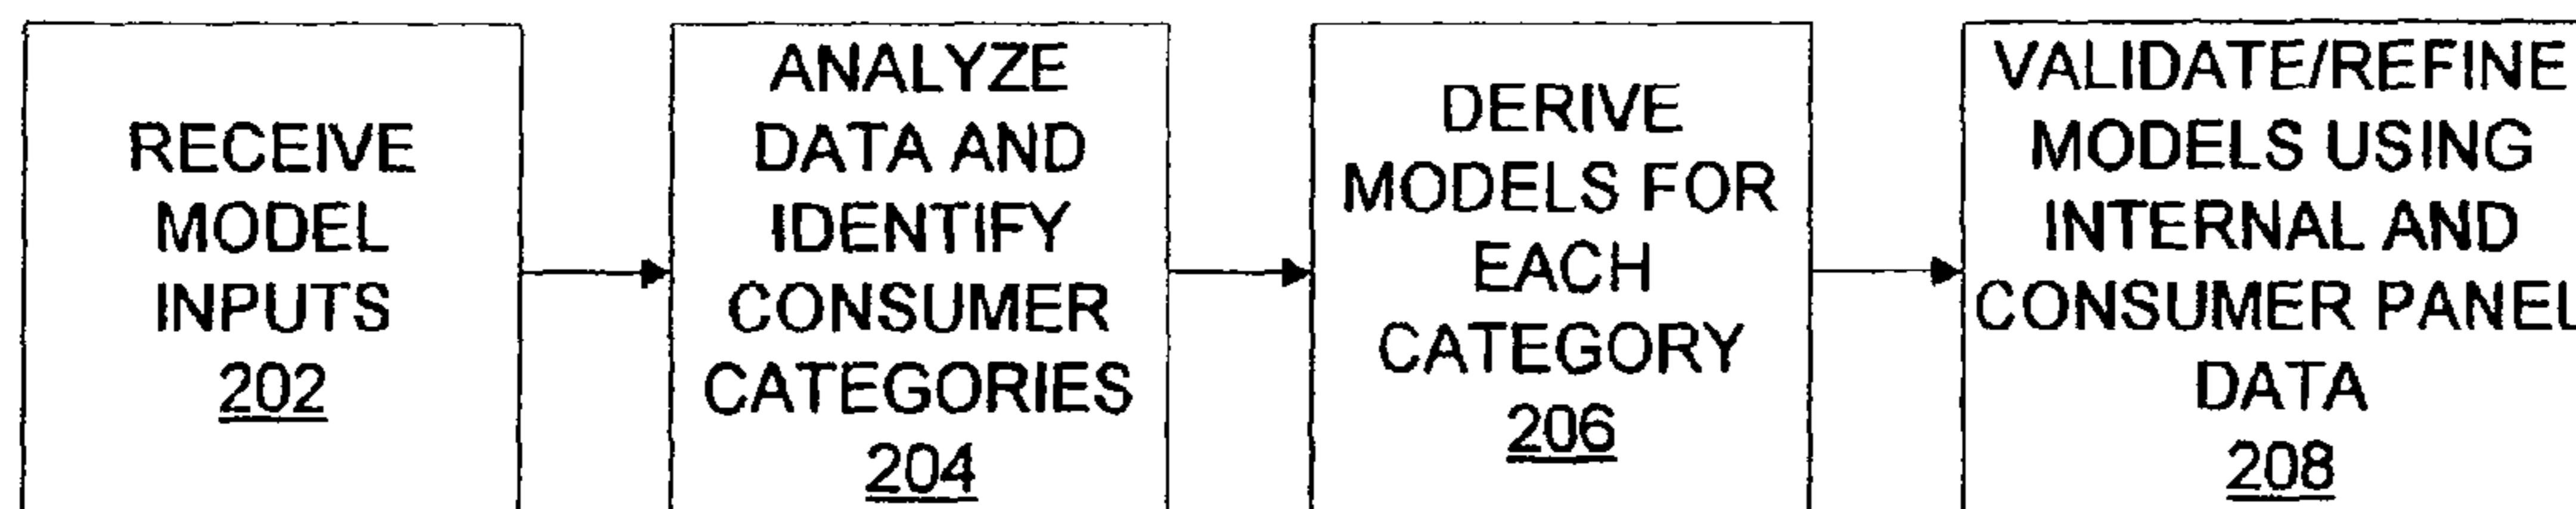 RECEIVE
MODEL
INPUTS
202
ANALYZE
DATA AND
IDENTIFY
CONSUMER
CATEGORIES
204
DERIVE
MODELS FOR
EACH
CATEGORY
206
VALIDATE/REFINE
MODELS USING
INTERNAL AND
CONSUMER PANEL
DATA
208